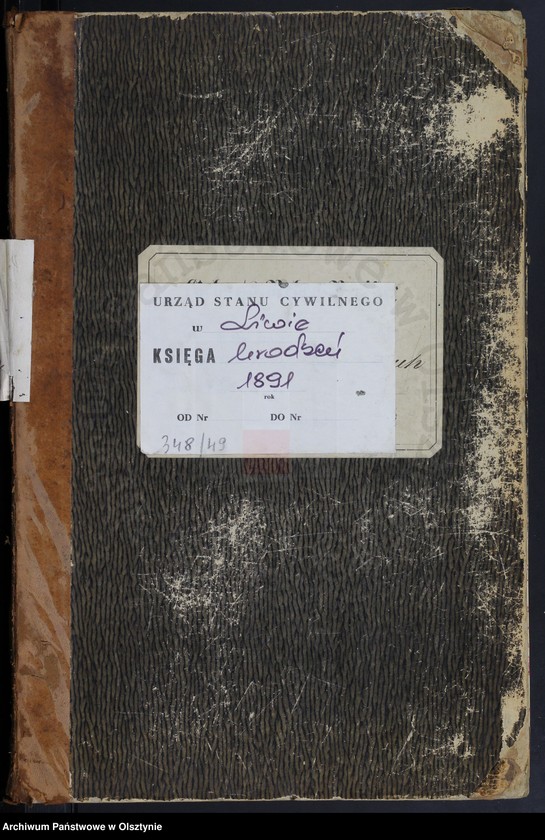 URZĄD STANU CYWILNEGO
w Liwie
KSIĘGA Urodzeń
1891
rok
OD Nr DO Nr
348/49
Archiwum Państwowe w Olsztynie